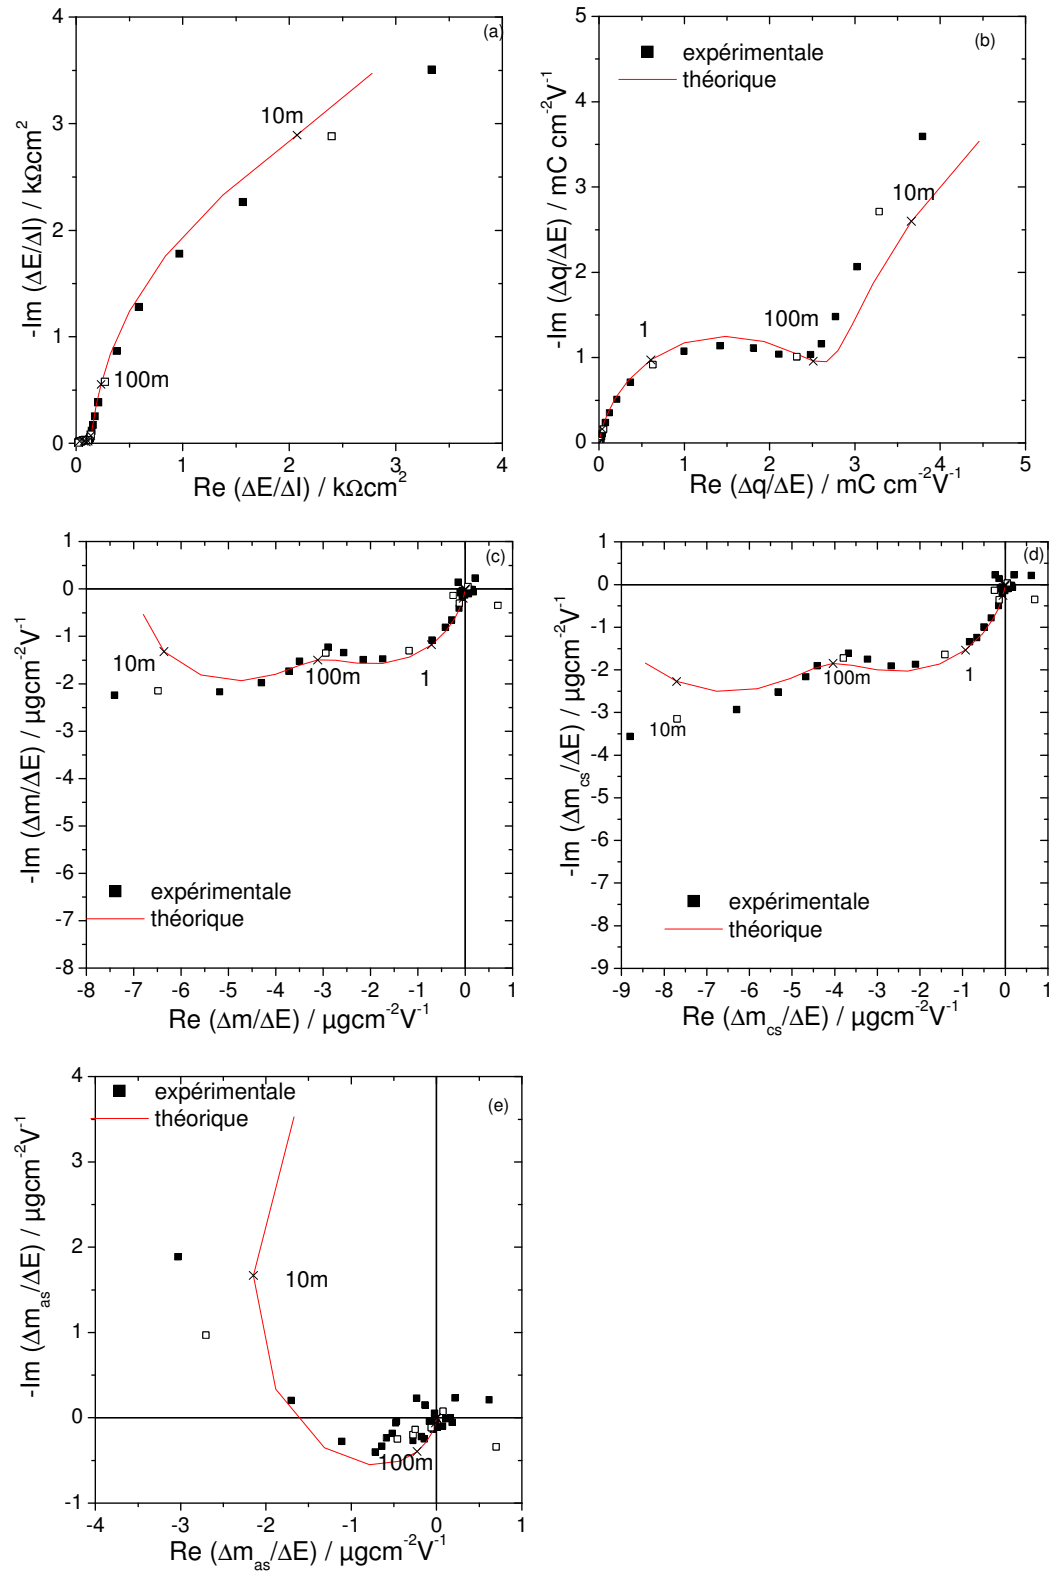 (a)
4
3
2
1
0
-Im (ΔE/ΔI) / kΩcm²
10m
100m
0 1 2 3 4
Re (ΔE/ΔI) / kΩcm²
(b)
expérimentale
théorique
5
4
3
2
1
0
-Im (Δq/ΔE) / mC cm⁻²V⁻¹
10m
100m
1
0 1 2 3 4 5
Re (Δq/ΔE) / mC cm⁻²V⁻¹
(c)
1
0
-1
-2
-3
-4
-5
-6
-7
-8
-Im (Δm/ΔE) / µgcm⁻²V⁻¹
10m
100m
1
expérimentale
théorique
-8 -7 -6 -5 -4 -3 -2 -1 0 1
Re (Δm/ΔE) / µgcm⁻²V⁻¹
(d)
1
0
-1
-2
-3
-4
-5
-6
-7
-8
-9
-Im (Δm_cs/ΔE) / µgcm⁻²V⁻¹
100m
1
10m
expérimentale
théorique
-9 -8 -7 -6 -5 -4 -3 -2 -1 0 1
Re (Δm_cs/ΔE) / µgcm⁻²V⁻¹
expérimentale
théorique
(e)
4
3
2
1
0
-1
-Im (Δm_as/ΔE) / µgcm⁻²V⁻¹
10m
100m
-4 -3 -2 -1 0 1
Re (Δm_as/ΔE) / µgcm⁻²V⁻¹